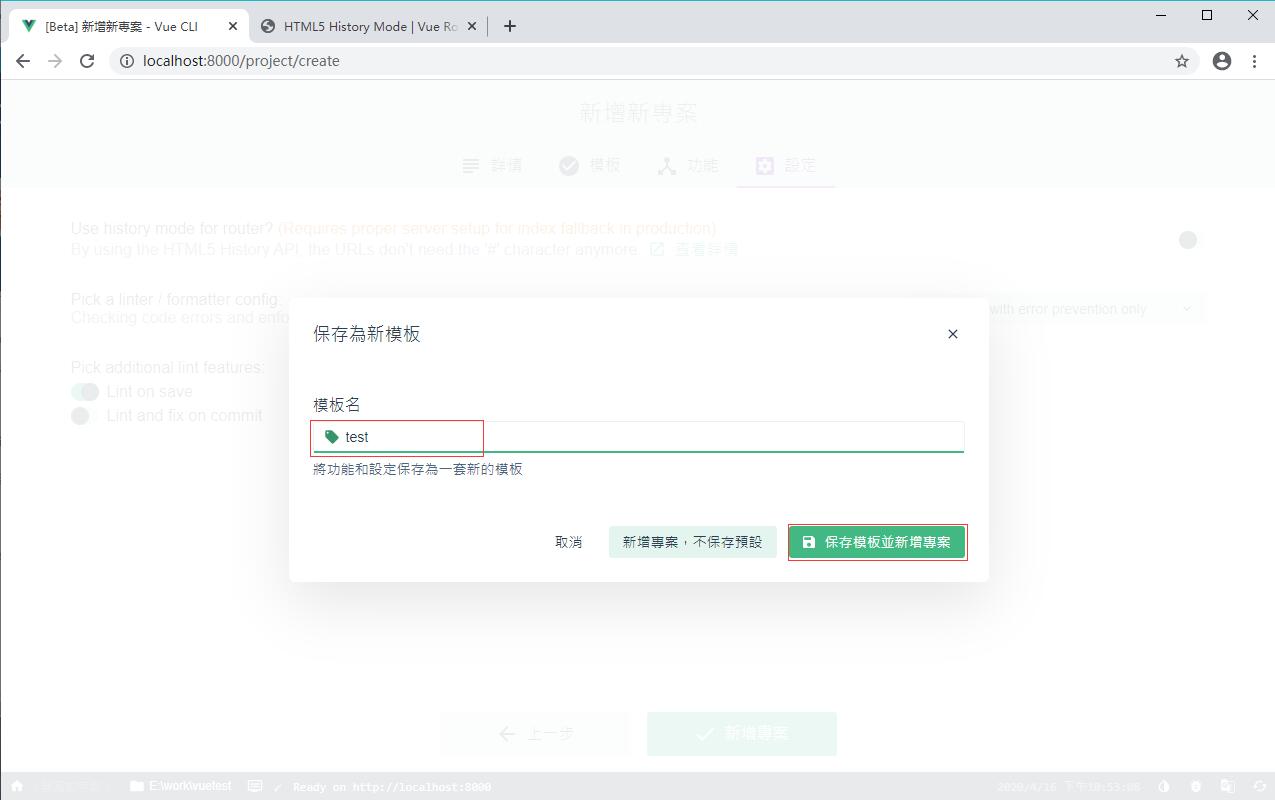 [Beta] 新增新專案 - Vue CLI
HTML5 History Mode | Vue Ro
localhost:8000/project/create
新增新專案
詳情 模板 功能 設定
Use history mode for router? (Requires proper server setup for index fallback in production)
By using the HTML5 History API, the URLs don't need the '#' character anymore. 查看詳情
Pick a linter / formatter config:
Checking code errors and enfo
with error prevention only
Pick additional lint features:
Lint on save
Lint and fix on commit
保存為新模板
模板名
test
將功能和設定保存為一套新的模板
取消 新增專案，不保存預設 保存模板並新增專案
上一步 新增專案
E:\work\vuetest Ready on http://localhost:8000 2020/4/16 下午10:53:08